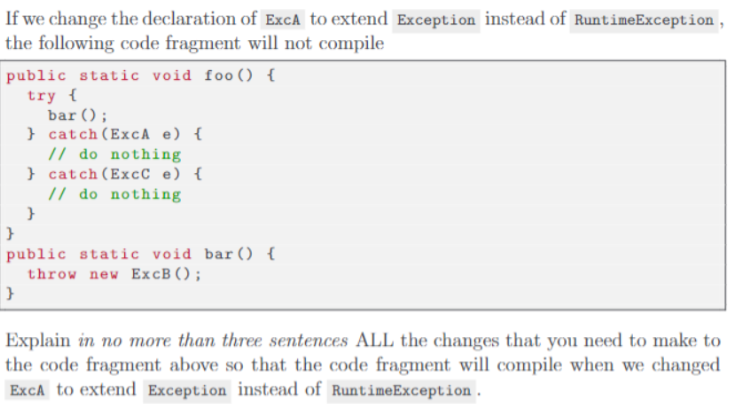 If we change the declaration of ExcA to extend Exception instead of RuntimeException ,
the following code fragment will not compile
public static void foo() {
  try {
    bar();
  } catch(ExcA e) {
    // do nothing
  } catch(ExcC e) {
    // do nothing
  }
}
public static void bar() {
  throw new ExcB();
}
Explain in no more than three sentences ALL the changes that you need to make to
the code fragment above so that the code fragment will compile when we changed
ExcA to extend Exception instead of RuntimeException .